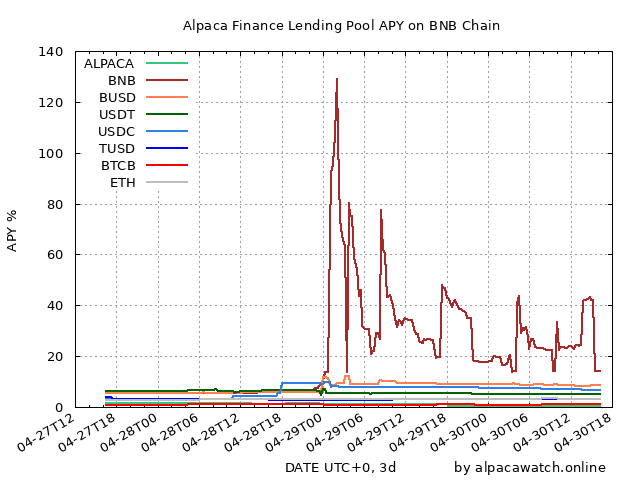 Alpaca Finance Lending Pool APY on BNB Chain
140
120
100
80
60
40
20
0
APY %
ALPACA
BNB
BUSD
USDT
USDC
TUSD
BTCB
ETH
04-27T12
04-27T18
04-28T00
04-28T06
04-28T12
04-28T18
04-29T00
04-29T06
04-29T12
04-29T18
04-30T00
04-30T06
04-30T12
04-30T18
DATE UTC+0, 3d
by alpacawatch.online